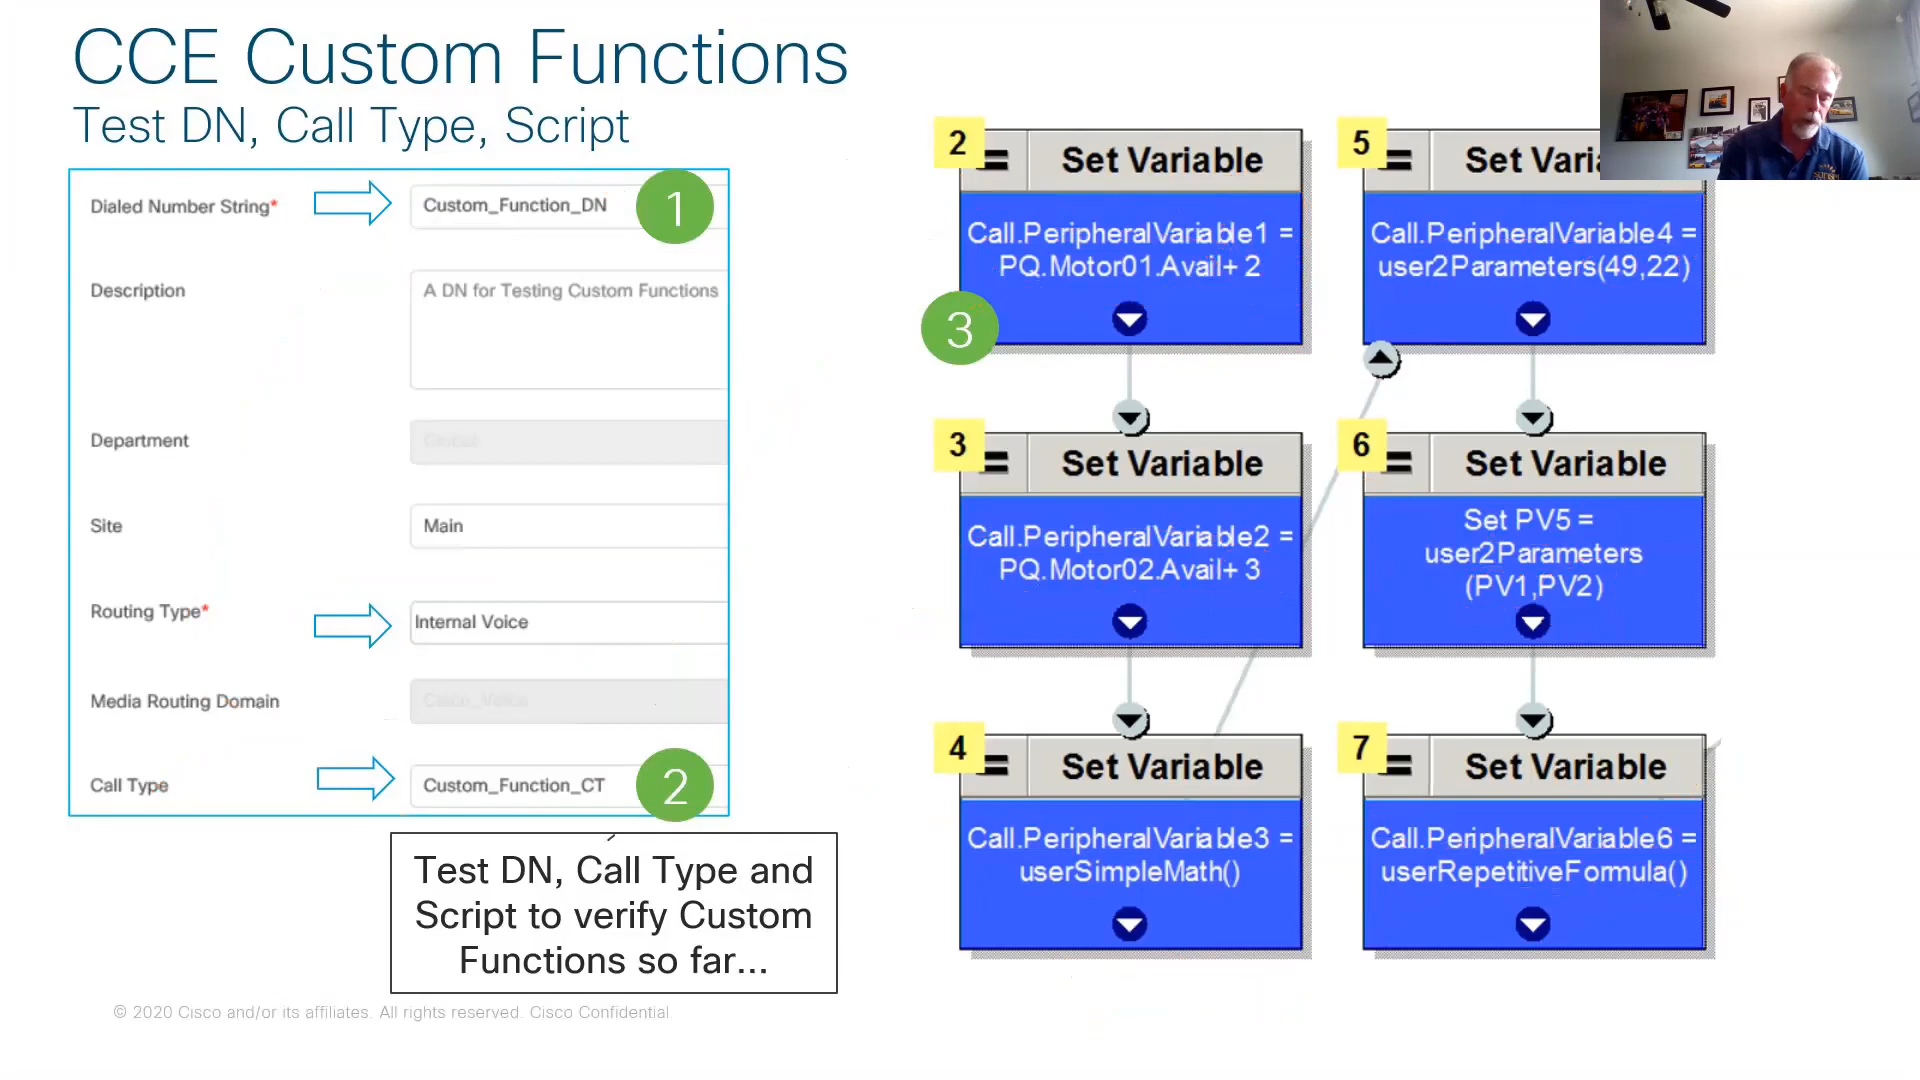 CCE Custom Functions
Test DN, Call Type, Script
Dialed Number String*
Custom_Function_DN
1
Description
A DN for Testing Custom Functions
Department
Global
Site
Main
Routing Type*
Internal Voice
Media Routing Domain
Cisco_Voice
Call Type
Custom_Function_CT
2
Test DN, Call Type and
Script to verify Custom
Functions so far...
3
2
= Set Variable
Call.PeripheralVariable1 =
PQ.Motor01.Avail+ 2
3
= Set Variable
Call.PeripheralVariable2 =
PQ.Motor02.Avail+ 3
4
= Set Variable
Call.PeripheralVariable3 =
userSimpleMath()
5
= Set Vari
Call.PeripheralVariable4 =
user2Parameters(49,22)
6
= Set Variable
Set PV5 =
user2Parameters
(PV1,PV2)
7
= Set Variable
Call.PeripheralVariable6 =
userRepetitiveFormula()
© 2020 Cisco and/or its affiliates. All rights reserved. Cisco Confidential